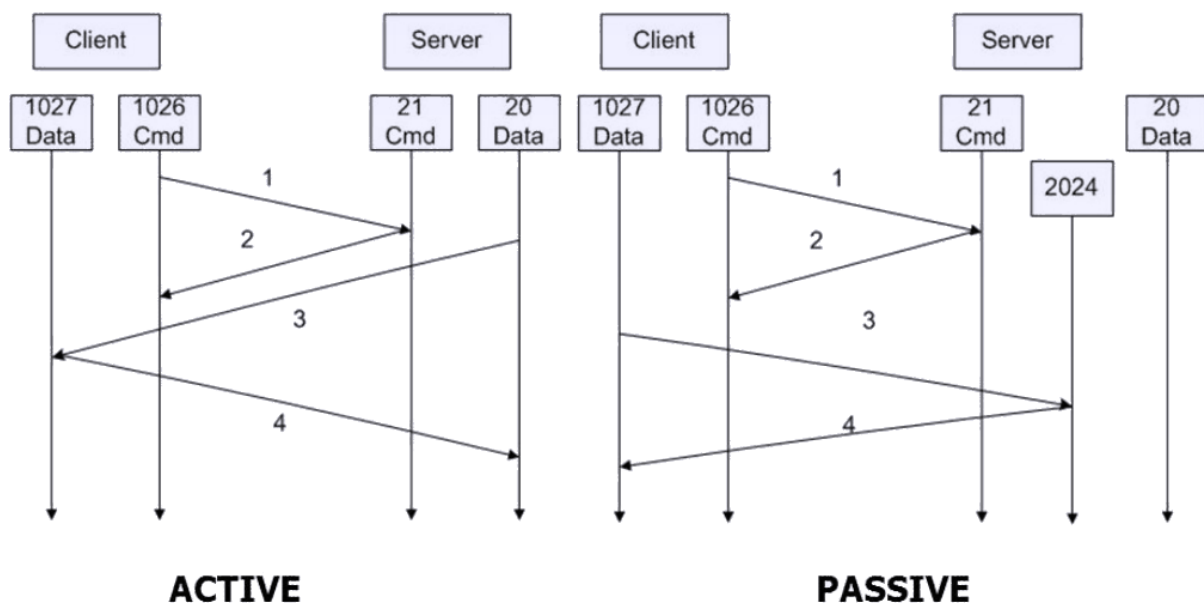 Client
Server
Client
Server
1027
Data
1026
Cmd
21
Cmd
20
Data
1027
Data
1026
Cmd
21
Cmd
20
Data
2024
1
2
3
4
1
2
3
4
ACTIVE
PASSIVE